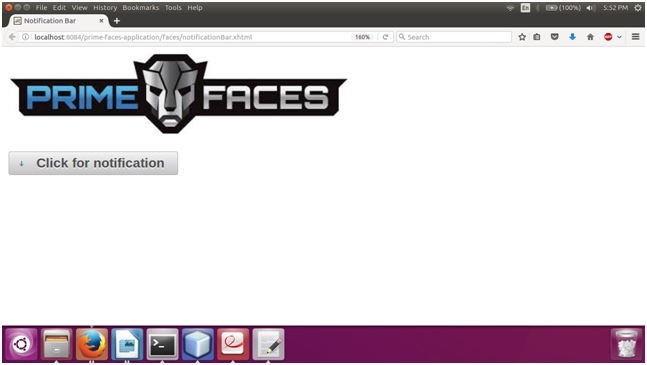 File Edit View History Bookmarks Tools Help
En
(100%)
5:52 PM
Notification Bar
localhost:8084/prime-faces-application/faces/notificationBar.xhtml
160%
Search
ABP
PRIME FACES
Click for notification